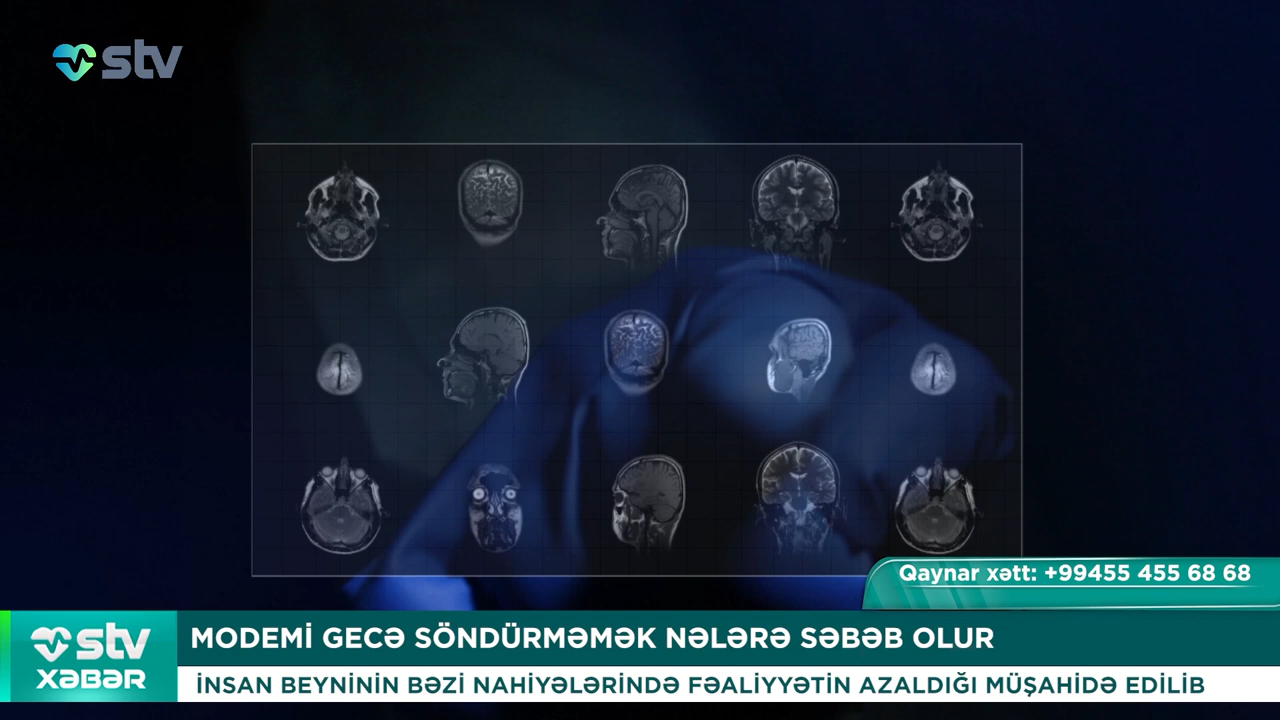 stv
Qaynar xətt: +99455 455 68 68
stv
XƏBƏR
MODEMİ GECƏ SÖNDÜRMƏMƏK NƏLƏRƏ SƏBƏB OLUR
İNSAN BEYNİNİN BƏZİ NAHİYƏLƏRİNDƏ FƏALİYYƏTİN AZALDIĞI MÜŞAHİDƏ EDİLİB